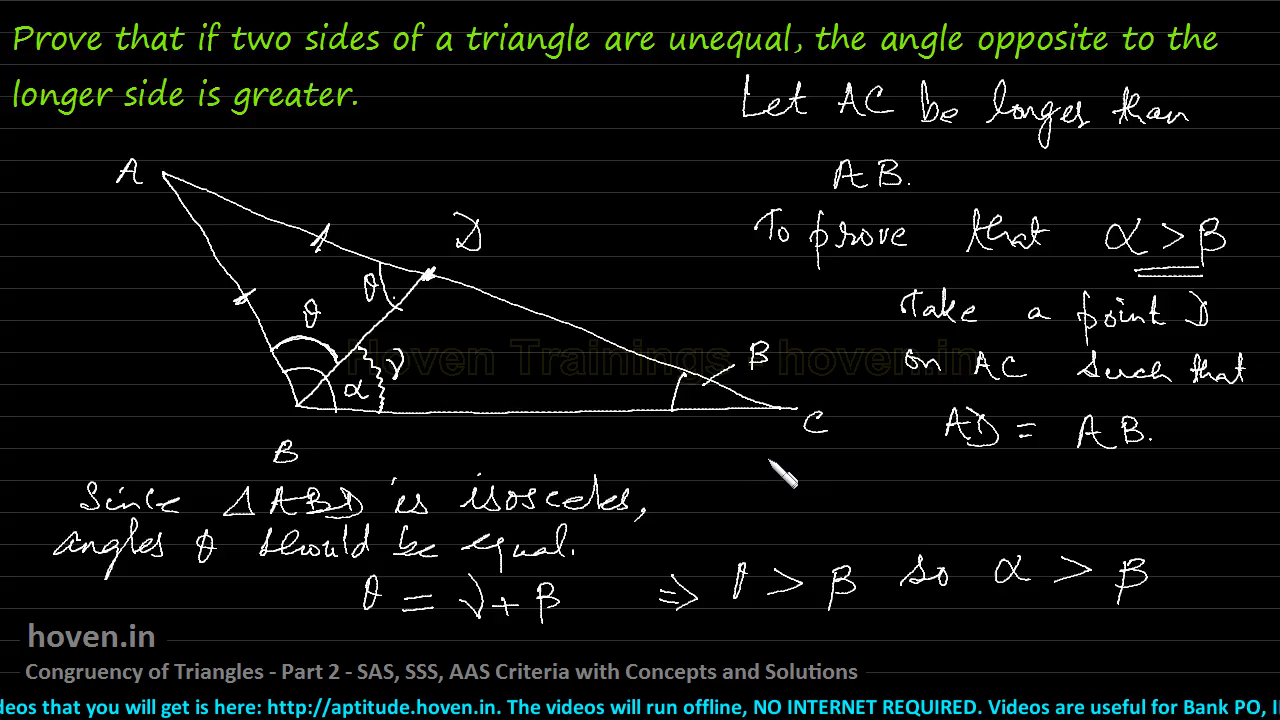 Prove that if two sides of a triangle are unequal, the angle opposite to the
longer side is greater.
Let AC be longer than
AB.
To prove that α > β
Take a point D
on AC such that
AD = AB.
A
D
θ
θ
γ
α
β
B
C
Hoven Trainings - hoven.in
Since Δ ABD is isosceles,
angles θ should be equal.
θ = γ + β ⇒ θ > β so α > β
hoven.in
Congruency of Triangles - Part 2 - SAS, SSS, AAS Criteria with Concepts and Solutions
deos that you will get is here: http://aptitude.hoven.in. The videos will run offline, NO INTERNET REQUIRED. Videos are useful for Bank PO, I